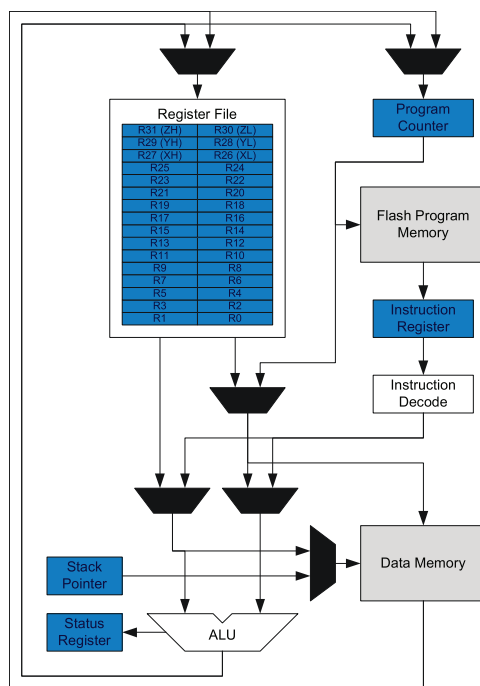 Register File
R31 (ZH) R30 (ZL)
R29 (YH) R28 (YL)
R27 (XH) R26 (XL)
R25 R24
R23 R22
R21 R20
R19 R18
R17 R16
R15 R14
R13 R12
R11 R10
R9 R8
R7 R6
R5 R4
R3 R2
R1 R0
Program
Counter
Flash Program
Memory
Instruction
Register
Instruction
Decode
Data Memory
Stack
Pointer
Status
Register
ALU